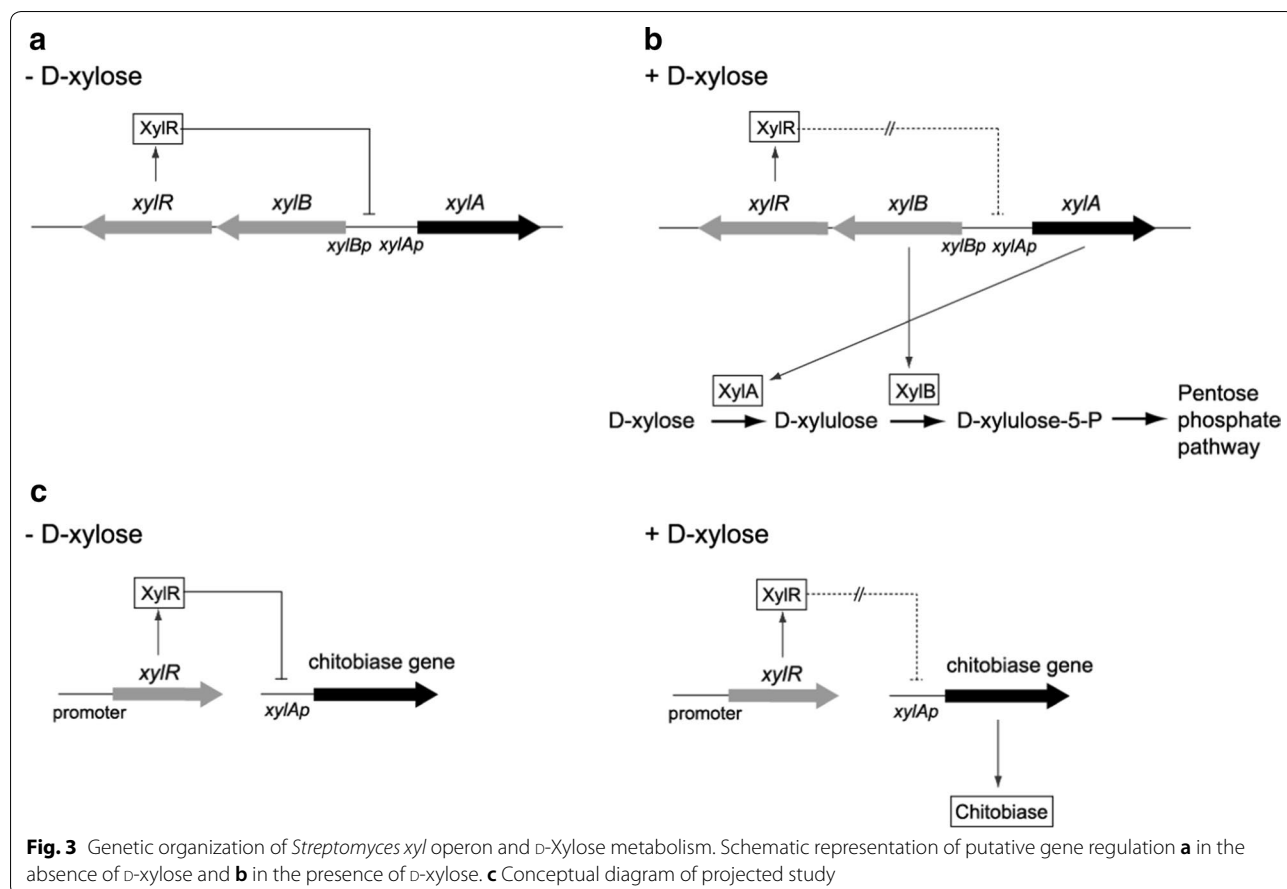 a
- D-xylose
XylR
xylR xylB xylA
xylBp xylAp
b
+ D-xylose
XylR
xylR xylB xylA
xylBp xylAp
XylA XylB
D-xylose D-xylulose D-xylulose-5-P Pentose
phosphate
pathway
c
- D-xylose
XylR
xylR chitobiase gene
promoter xylAp
+ D-xylose
XylR
xylR chitobiase gene
promoter xylAp
Chitobiase
Fig. 3 Genetic organization of Streptomyces xyl operon and D-Xylose metabolism. Schematic representation of putative gene regulation a in the
absence of D-xylose and b in the presence of D-xylose. c Conceptual diagram of projected study